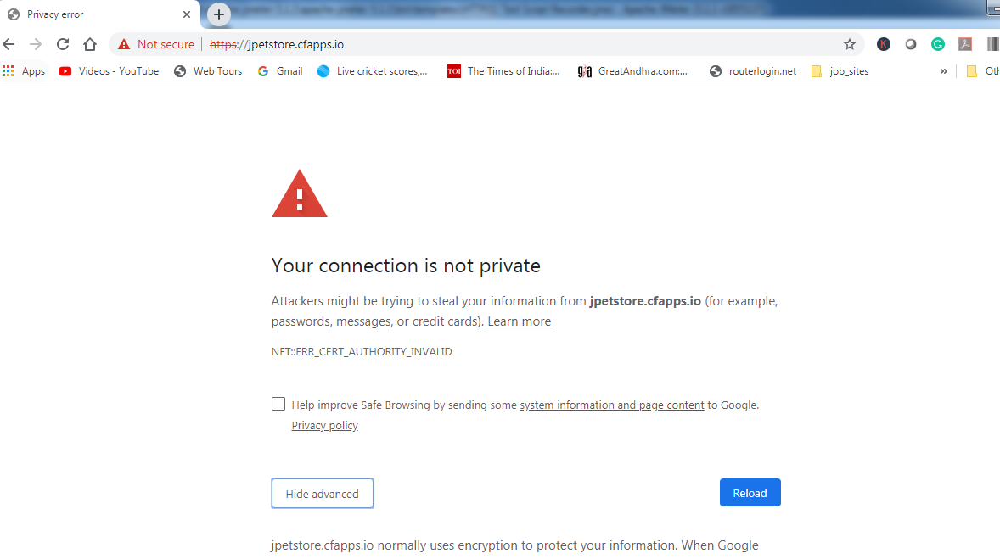 Privacy error
Not secure https://jpetstore.cfapps.io
Apps Videos - YouTube Web Tours Gmail Live cricket scores,... TOI The Times of India:... g!a GreatAndhra.com:... routerlogin.net job_sites » Oth
Your connection is not private
Attackers might be trying to steal your information from jpetstore.cfapps.io (for example,
passwords, messages, or credit cards). Learn more
NET::ERR_CERT_AUTHORITY_INVALID
Help improve Safe Browsing by sending some system information and page content to Google.
Privacy policy
Hide advanced Reload
jpetstore.cfapps.io normally uses encryption to protect your information. When Google